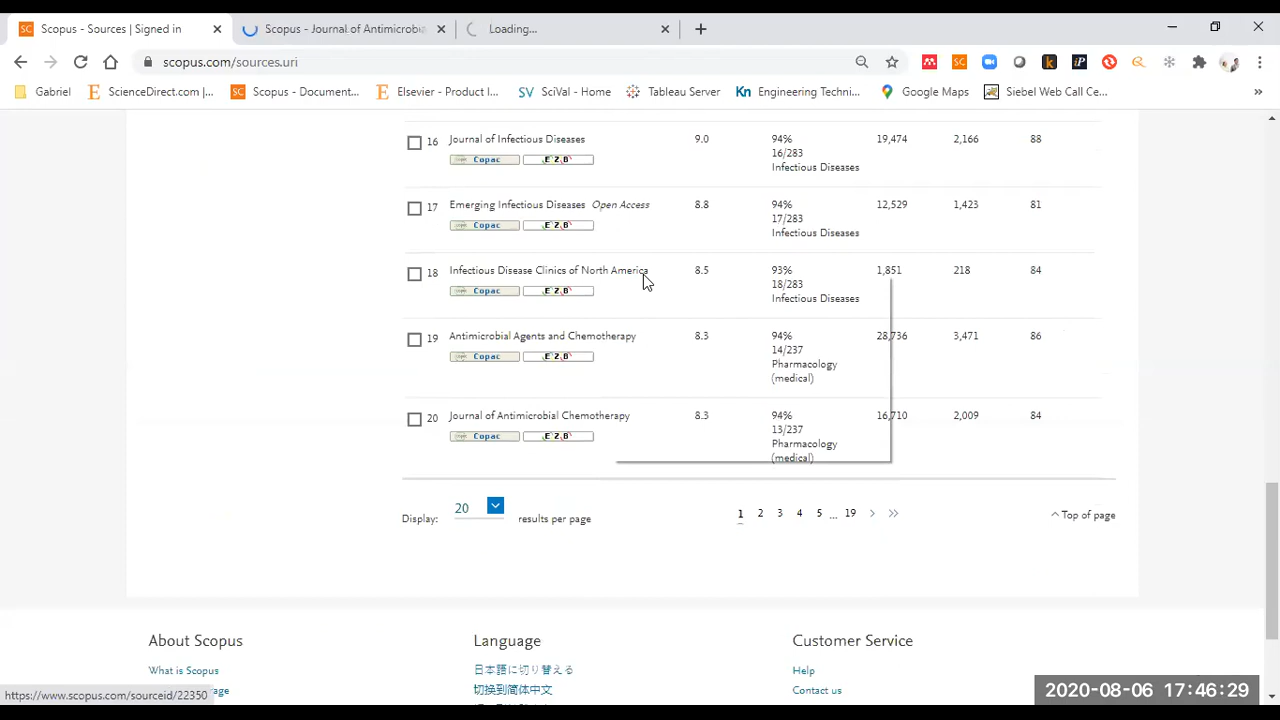 Scopus - Sources | Signed in
Scopus - Journal of Antimicrobi
Loading...
scopus.com/sources.uri
Gabriel
ScienceDirect.com |...
Scopus - Document...
Elsevier - Product I...
SciVal - Home
Tableau Server
Engineering Techni...
Google Maps
Siebel Web Call Ce...
16 Journal of Infectious Diseases 9.0 94% 19,474 2,166 88
16/283
Copac EZB
Infectious Diseases
17 Emerging Infectious Diseases Open Access 8.8 94% 12,529 1,423 81
17/283
Copac EZB
Infectious Diseases
18 Infectious Disease Clinics of North America 8.5 93% 1,851 218 84
18/283
Copac EZB
Infectious Diseases
19 Antimicrobial Agents and Chemotherapy 8.3 94% 28,736 3,471 86
14/237
Copac EZB
Pharmacology
(medical)
20 Journal of Antimicrobial Chemotherapy 8.3 94% 16,710 2,009 84
13/237
Copac EZB
Pharmacology
(medical)
Display: 20 results per page
1 2 3 4 5 ... 19
Top of page
About Scopus Language Customer Service
What is Scopus 日本語に切り替える Help
切换到简体中文 Contact us
https://www.scopus.com/sourceid/22350
2020-08-06 17:46:29